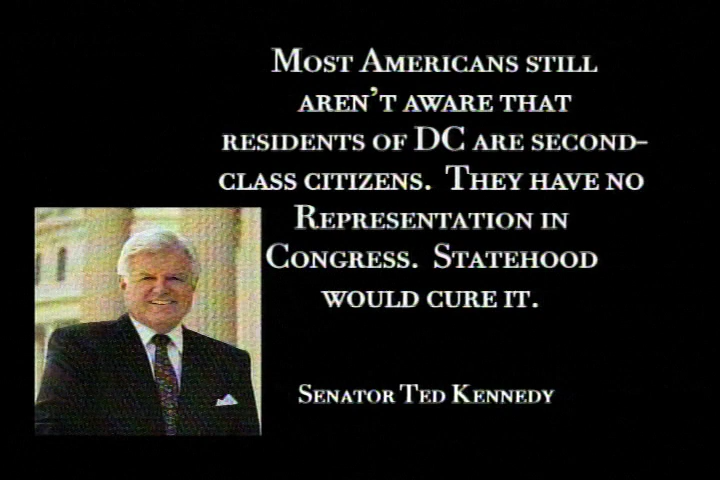 Most Americans still
aren't aware that
residents of DC are second-
class citizens. They have no
Representation in
Congress. Statehood
would cure it.
Senator Ted Kennedy